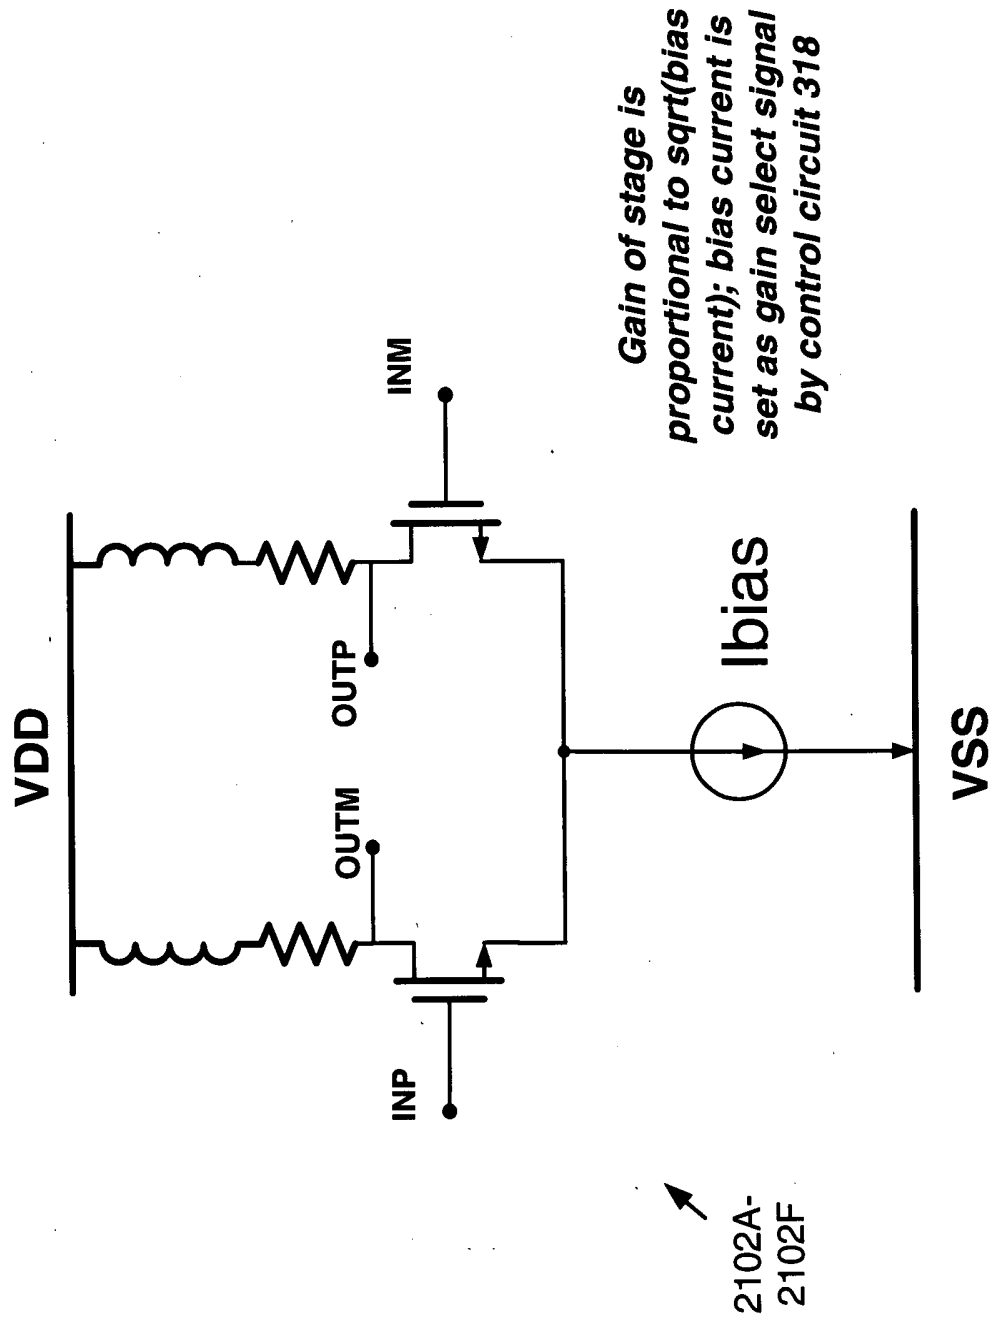 VDD
OUTM
OUTP
INP
INM
Ibias
VSS
Gain of stage is
proportional to sqrt(bias
current); bias current is
set as gain select signal
by control circuit 318
2102A-
2102F